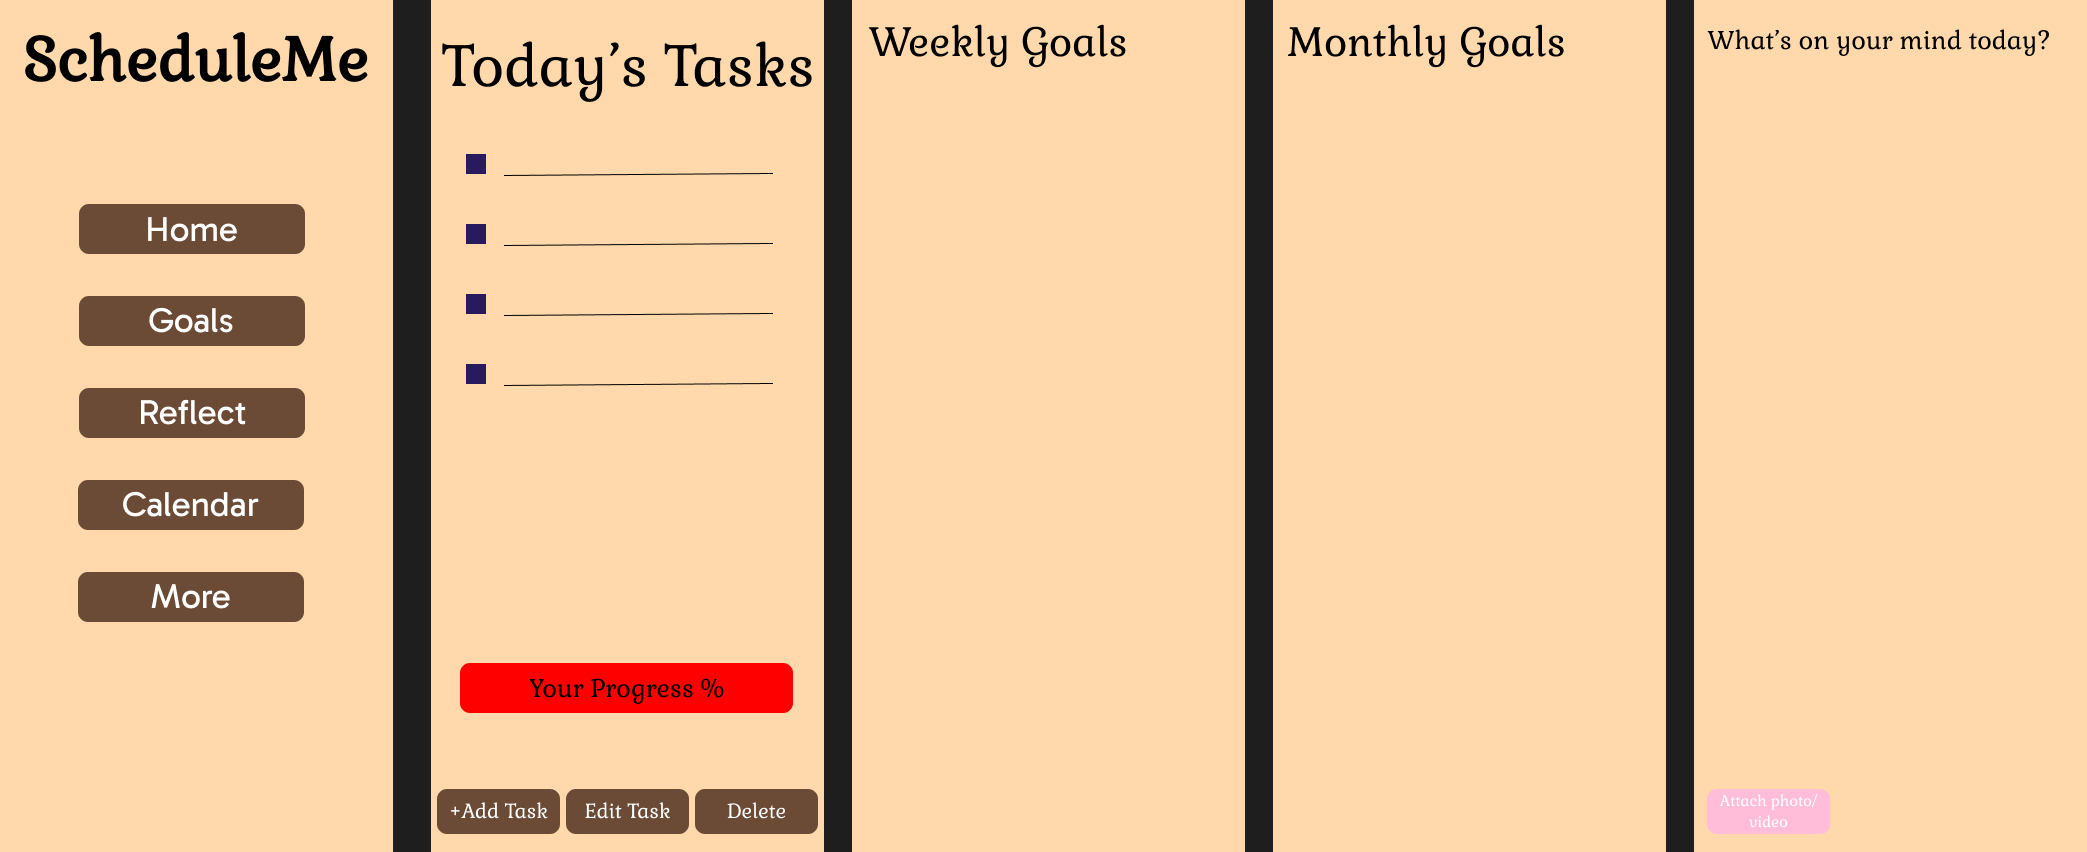 ScheduleMe
Home
Goals
Reflect
Calendar
More
Today's Tasks
Your Progress %
+Add Task
Edit Task
Delete
Weekly Goals
Monthly Goals
What's on your mind today?
Attach photo/
video